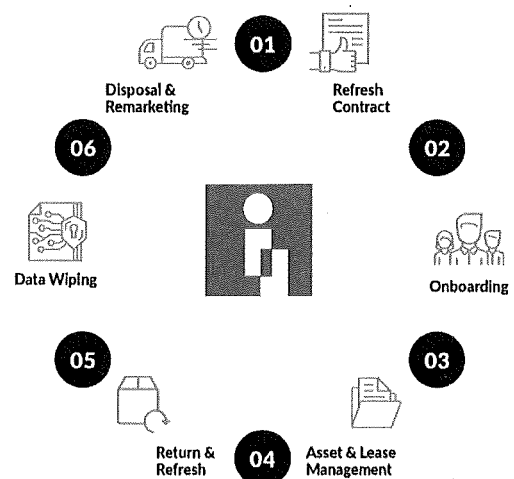 01
Refresh
Contract
02
Onboarding
03
Asset & Lease
Management
04
Return &
Refresh
05
Data Wiping
06
Disposal &
Remarketing